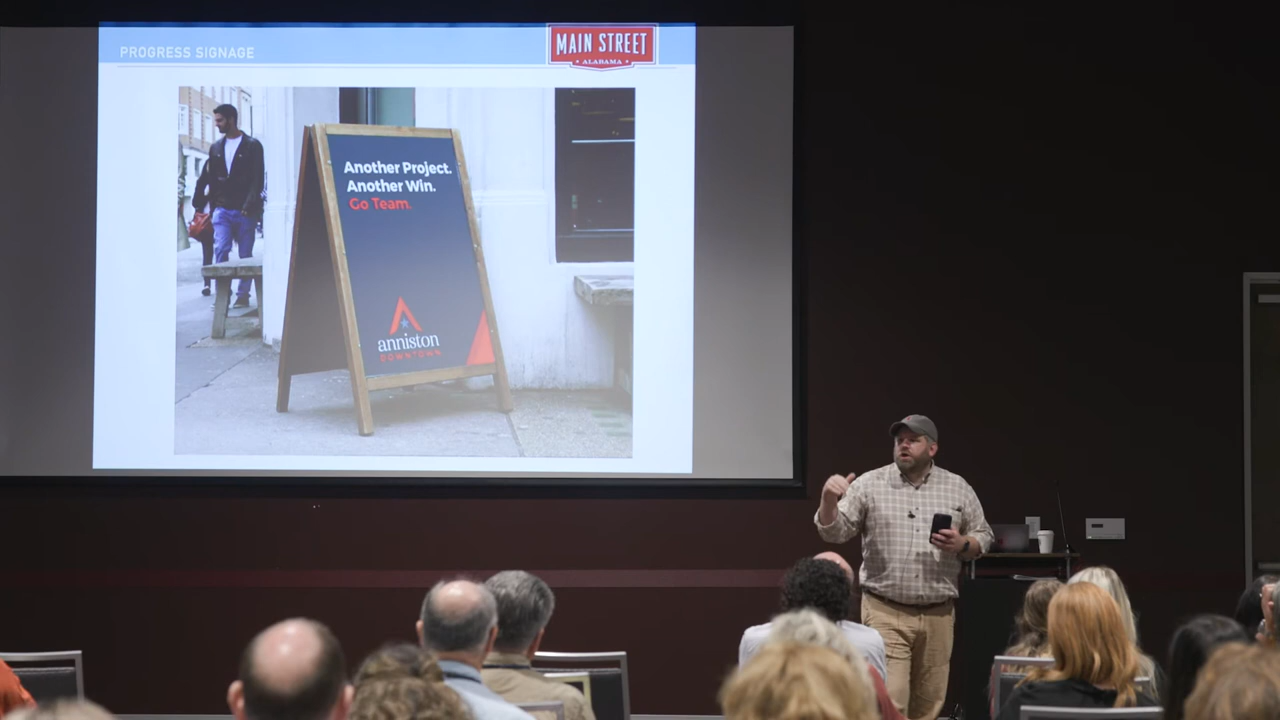 PROGRESS SIGNAGE
MAIN STREET
ALABAMA
Another Project.
Another Win.
Go Team.
anniston
DOWNTOWN